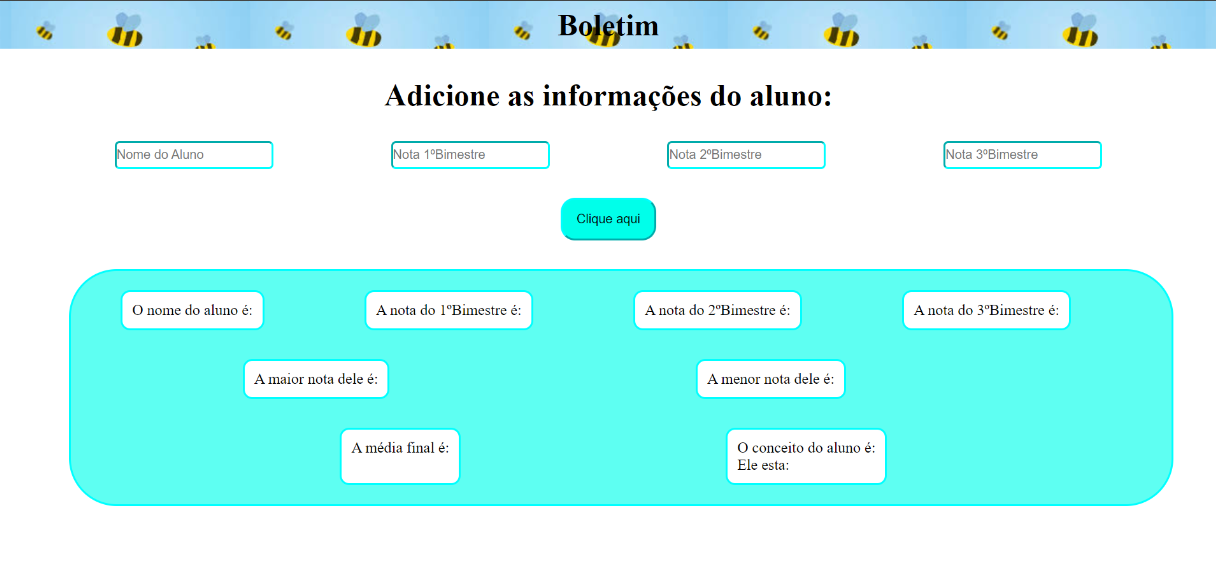 Boletim
Adicione as informações do aluno:
Nome do Aluno
Nota 1ºBimestre
Nota 2ºBimestre
Nota 3ºBimestre
Clique aqui
O nome do aluno é:
A nota do 1ºBimestre é:
A nota do 2ºBimestre é:
A nota do 3ºBimestre é:
A maior nota dele é:
A menor nota dele é:
A média final é:
O conceito do aluno é:
Ele esta: